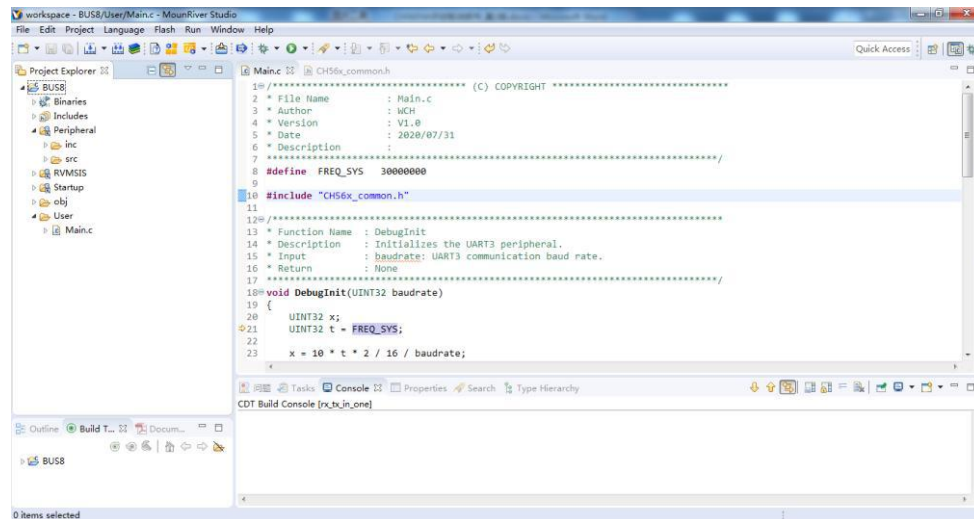 workspace - BUS8/User/Main.c - MounRiver Studio
File Edit Project Language Flash Run Window Help
Quick Access
Project Explorer
BUS8
Binaries
Includes
Peripheral
inc
src
RVMSIS
Startup
obj
User
Main.c
Main.c CH56x_common.h
1 /******************************** (C) COPYRIGHT *******************************
2 * File Name : Main.c
3 * Author : WCH
4 * Version : V1.0
5 * Date : 2020/07/31
6 * Description :
7 *******************************************************************************/
8 #define FREQ_SYS 30000000
9
10 #include "CH56x_common.h"
11
12 /*******************************************************************************
13 * Function Name : DebugInit
14 * Description : Initializes the UART3 peripheral.
15 * Input : baudrate: UART3 communication baud rate.
16 * Return : None
17 *******************************************************************************/
18 void DebugInit(UINT32 baudrate)
19 {
20 UINT32 x;
21 UINT32 t = FREQ_SYS;
22
23 x = 10 * t * 2 / 16 / baudrate;
问题 Tasks Console Properties Search Type Hierarchy
CDT Build Console [rx_tx_in_one]
Outline Build T... Docum...
BUS8
0 items selected